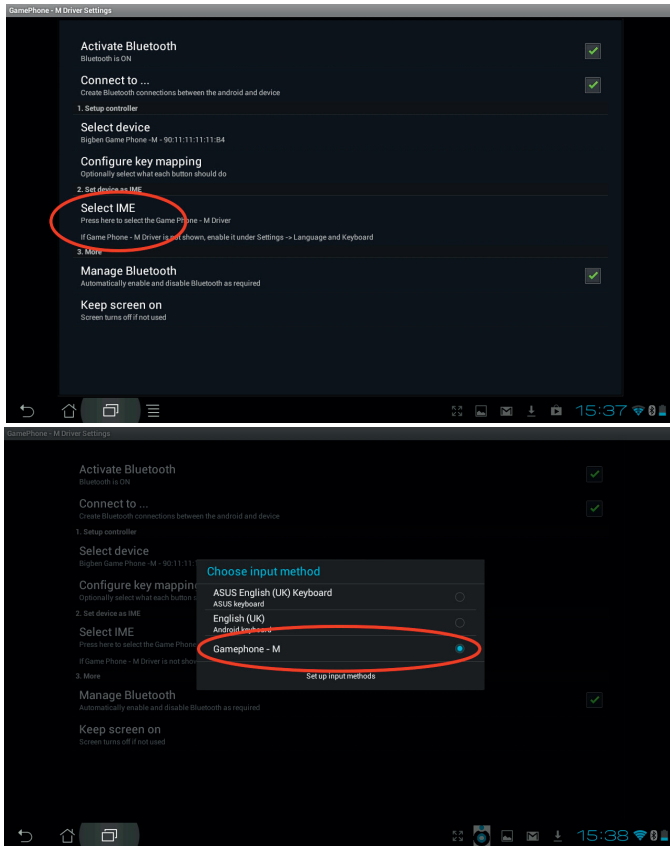 GamePhone - M Driver Settings
Activate Bluetooth
Bluetooth is ON
Connect to ...
Create Bluetooth connections between the android and device
1. Setup controller
Select device
Bigben Game Phone -M - 90:11:11:11:11:B4
Configure key mapping
Optionally select what each button should do
2. Set device as IME
Select IME
Press here to select the Game Phone - M Driver
If Game Phone - M Driver is not shown, enable it under Settings -> Language and Keyboard
3. More
Manage Bluetooth
Automatically enable and disable Bluetooth as required
Keep screen on
Screen turns off if not used
15:37
GamePhone - M Driver Settings
Activate Bluetooth
Bluetooth is ON
Connect to ...
Create Bluetooth connections between the android and device
1. Setup controller
Select device
Bigben Game Phone -M - 90:11:11:
Configure key mappin
Optionally select what each button
2. Set device as IME
Select IME
Press here to select the Game Phone
If Game Phone - M Driver is not
3. More
Manage Bluetooth
Automatically enable and disable Bluetooth as required
Keep screen on
Screen turns off if not used
Choose input method
ASUS English (UK) Keyboard
ASUS keyboard
English (UK)
Android keyboard
Gamephone - M
Set up input methods
15:38